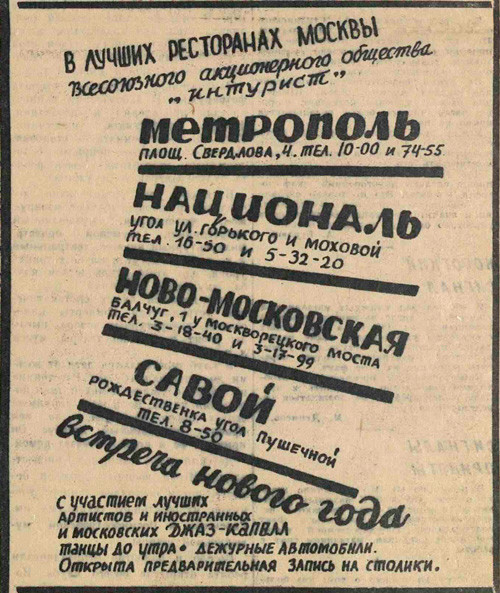 В ЛУЧШИХ РЕСТОРАНАХ МОСКВЫ
Всесоюзного акционерного общества
„ИНТУРИСТ"
МЕТРОПОЛЬ
ПЛОЩ. СВЕРДЛОВА, 4. ТЕЛ. 10-00 и 74-55
НАЦИОНАЛЬ
УГОЛ УЛ. ГОРЬКОГО И МОХОВОЙ
ТЕЛ. 16-50 и 5-32-20
НОВО-МОСКОВСКАЯ
БАЛЧУГ, 1 У МОСКВОРЕЦКОГО МОСТА
ТЕЛ. 3-18-40 и 3-17-99
САВОЙ
РОЖДЕСТВЕНКА УГОЛ ПУШЕЧНОЙ
ТЕЛ. 8-50
встреча нового года
С УЧАСТИЕМ ЛУЧШИХ
АРТИСТОВ И ИНОСТРАННЫХ
И МОСКОВСКИХ ДЖАЗ-КАПЕЛЛ
ТАНЦЫ ДО УТРА • ДЕЖУРНЫЕ АВТОМОБИЛИ.
ОТКРЫТА ПРЕДВАРИТЕЛЬНАЯ ЗАПИСЬ НА СТОЛИКИ.